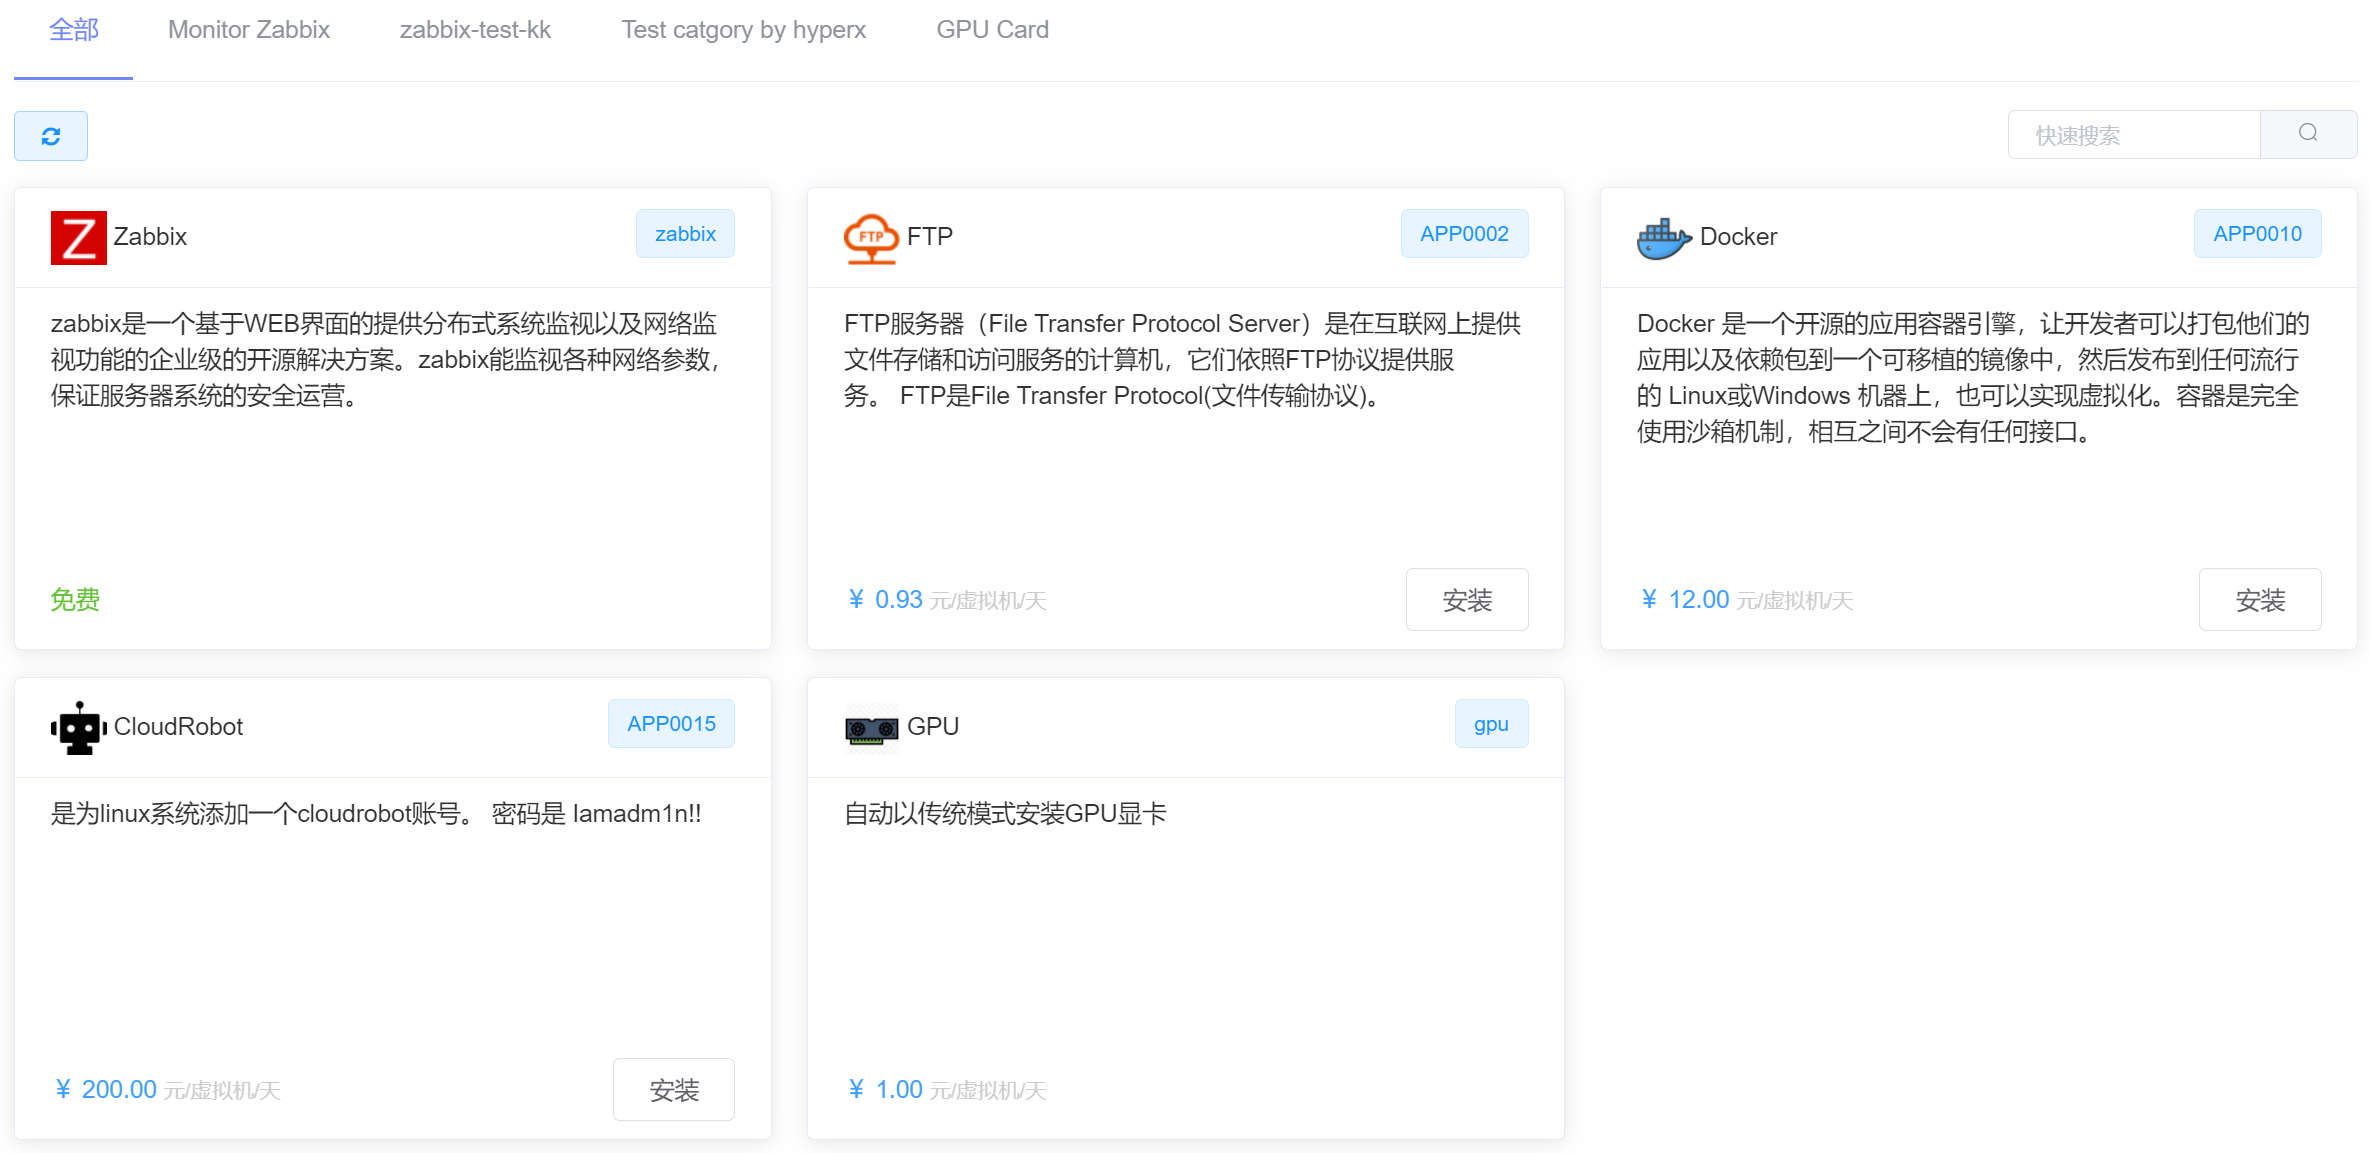 全部 Monitor Zabbix zabbix-test-kk Test catgory by hyperx GPU Card
快速搜索
Zabbix zabbix
zabbix是一个基于WEB界面的提供分布式系统监视以及网络监
视功能的企业级的开源解决方案。zabbix能监视各种网络参数，
保证服务器系统的安全运营。
免费
FTP FTP APP0002
FTP服务器（File Transfer Protocol Server）是在互联网上提供
文件存储和访问服务的计算机，它们依照FTP协议提供服
务。 FTP是File Transfer Protocol(文件传输协议)。
¥ 0.93 元/虚拟机/天 安装
Docker APP0010
Docker 是一个开源的应用容器引擎，让开发者可以打包他们的
应用以及依赖包到一个可移植的镜像中，然后发布到任何流行
的 Linux或Windows 机器上，也可以实现虚拟化。容器是完全
使用沙箱机制，相互之间不会有任何接口。
¥ 12.00 元/虚拟机/天 安装
CloudRobot APP0015
是为linux系统添加一个cloudrobot账号。 密码是 Iamadm1n!!
¥ 200.00 元/虚拟机/天 安装
GPU gpu
自动以传统模式安装GPU显卡
¥ 1.00 元/虚拟机/天